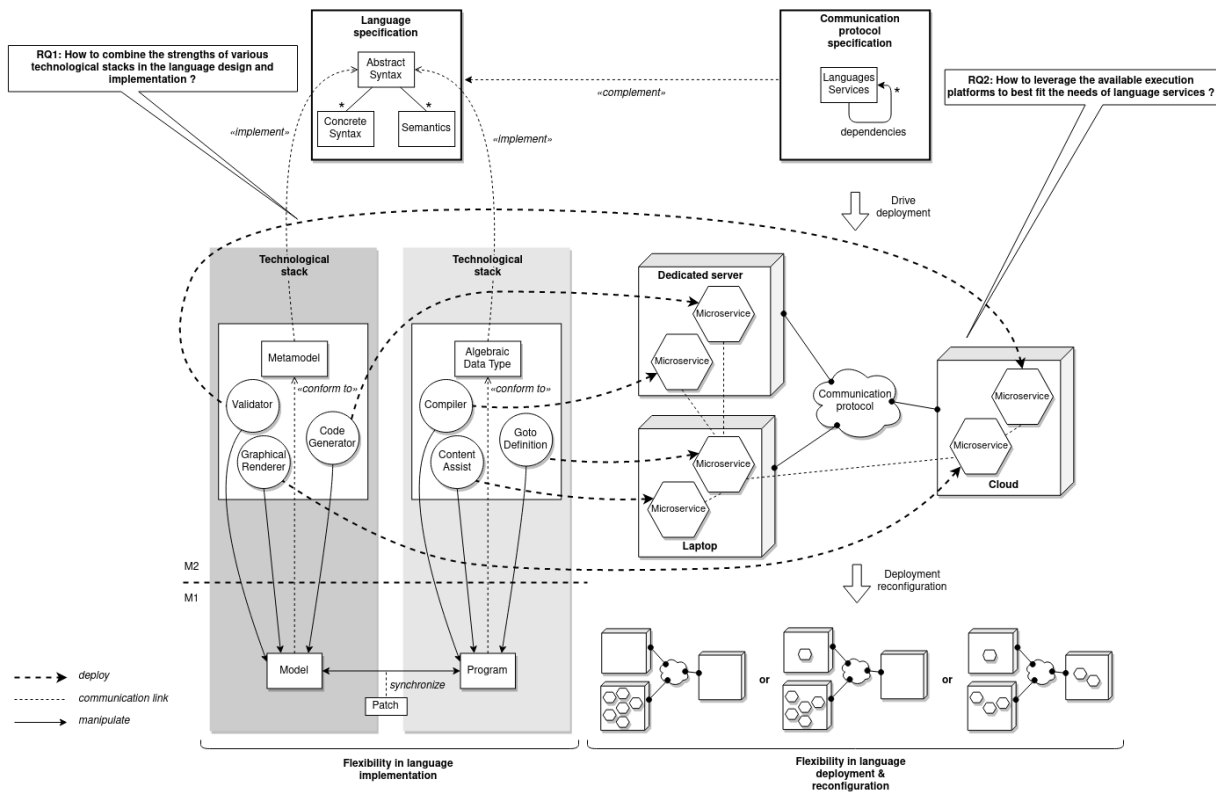 Language
specification
Abstract
Syntax
*
*
Concrete
Syntax
Semantics
Communication
protocol
specification
Languages
Services
*
dependencies
«complement»
RQ1: How to combine the strengths of various
technological stacks in the language design and
implementation ?
RQ2: How to leverage the available execution
platforms to best fit the needs of language services ?
«implement»
«implement»
Drive
deployment
Technological
stack
Metamodel
«conform to»
Validator
Code
Generator
Graphical
Renderer
Technological
stack
Algebraic
Data Type
«conform to»
Compiler
Goto
Definition
Content
Assist
Dedicated server
Microservice
Microservice
Microservice
Microservice
Laptop
Communication
protocol
Microservice
Microservice
Cloud
M2
M1
Deployment
reconfiguration
Model
Program
synchronize
Patch
deploy
communication link
manipulate
or
or
Flexibility in language
implementation
Flexibility in language
deployment &
reconfiguration